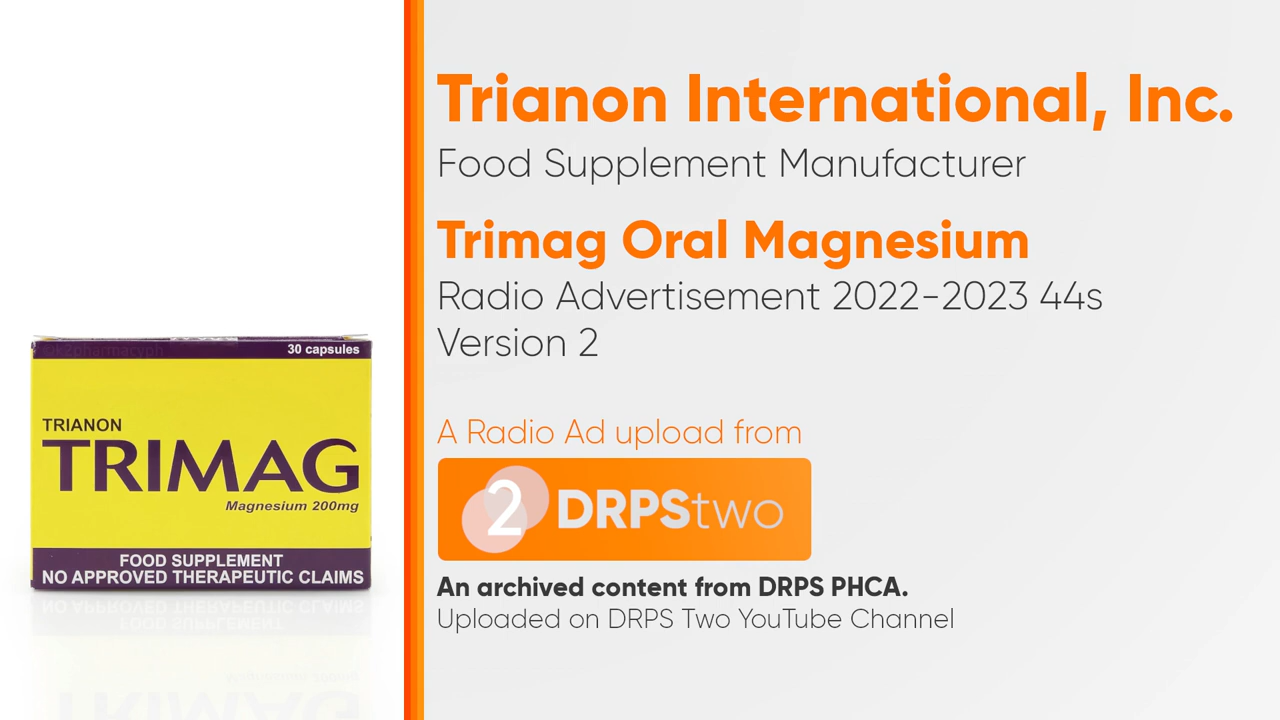 Trianon International, Inc.
Food Supplement Manufacturer
Trimag Oral Magnesium
Radio Advertisement 2022-2023 44s
Version 2
A Radio Ad upload from
2 DRPStwo
An archived content from DRPS PHCA.
Uploaded on DRPS Two YouTube Channel
30 capsules
TRIANON
TRIMAG
Magnesium 200mg
FOOD SUPPLEMENT
NO APPROVED THERAPEUTIC CLAIMS